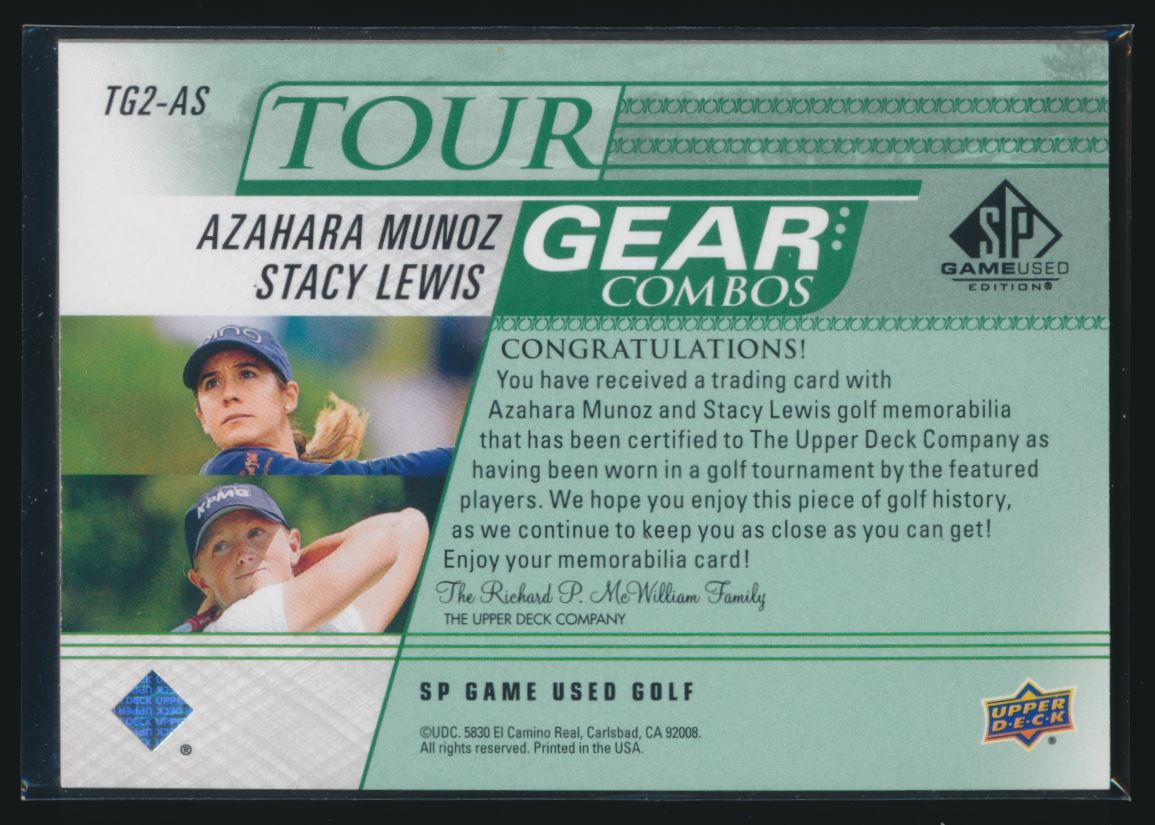 TG2-AS
TOUR
AZAHARA MUNOZ
STACY LEWIS
GEAR
COMBOS
SP
GAMEUSED
EDITION®
ping
KPMG
CONGRATULATIONS!
You have received a trading card with
Azahara Munoz and Stacy Lewis golf memorabilia
that has been certified to The Upper Deck Company as
having been worn in a golf tournament by the featured
players. We hope you enjoy this piece of golf history,
as we continue to keep you as close as you can get!
Enjoy your memorabilia card!
The Richard P. McWilliam Family
THE UPPER DECK COMPANY
®
SP GAME USED GOLF
©UDC. 5830 El Camino Real, Carlsbad, CA 92008.
All rights reserved. Printed in the USA.
UPPER
D·E·C·K
®